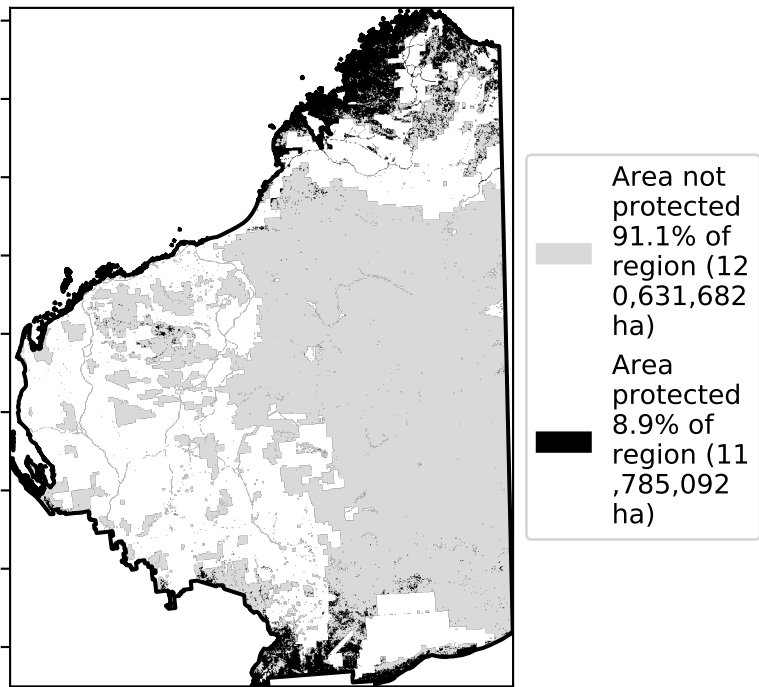 Area not
protected
91.1% of
region (12
0,631,682
ha)
Area
protected
8.9% of
region (11
,785,092
ha)